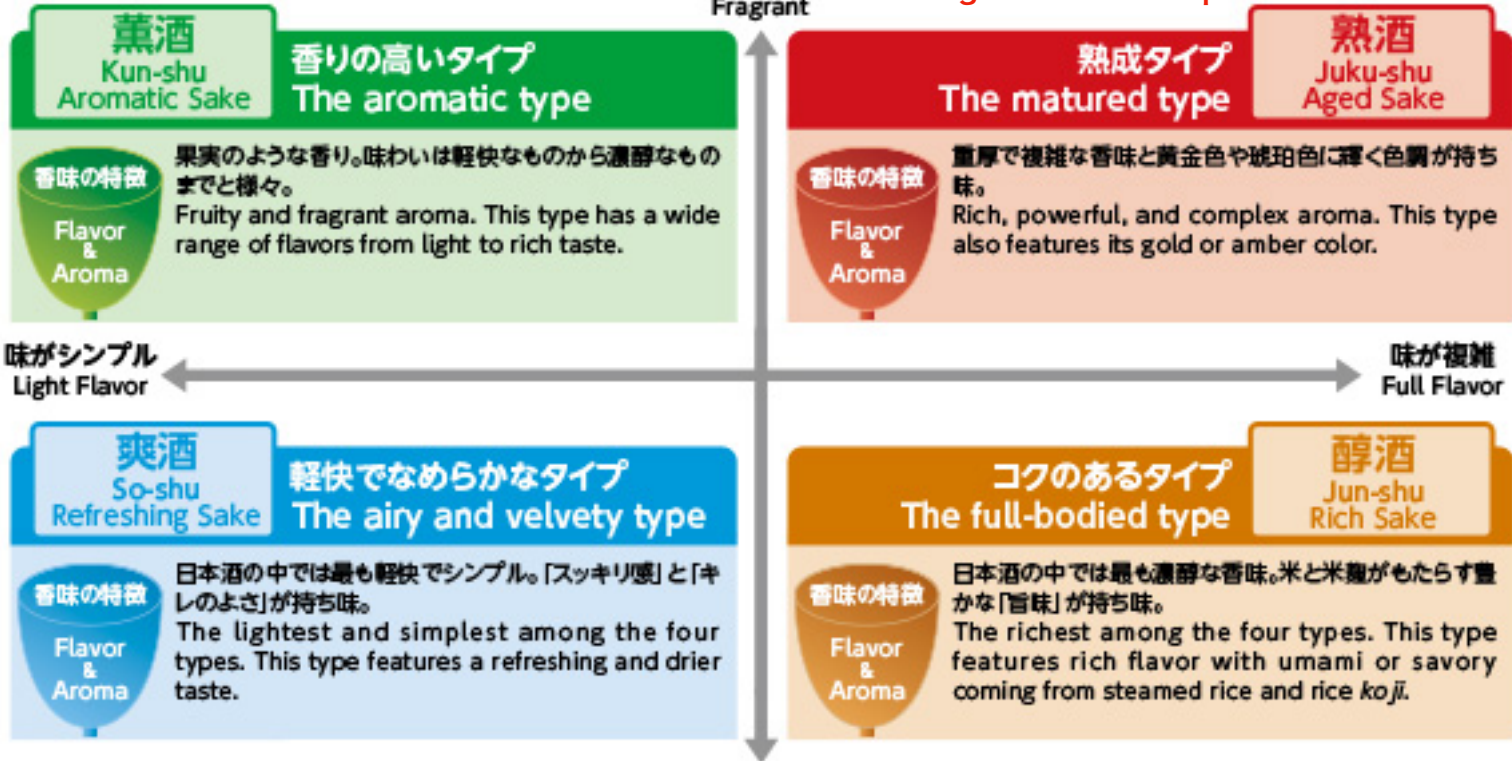 Fragrant
薫酒
Kun-shu
Aromatic Sake
香りの高いタイプ
The aromatic type
香味の特徴
Flavor
&
Aroma
果実のような香り。味わいは軽快なものから濃醇なもの
までと様々。
Fruity and fragrant aroma. This type has a wide
range of flavors from light to rich taste.
熟成タイプ
The matured type
熟酒
Juku-shu
Aged Sake
香味の特徴
Flavor
&
Aroma
重厚で複雑な香味と黄金色や琥珀色に輝く色調が持ち
味。
Rich, powerful, and complex aroma. This type
also features its gold or amber color.
味がシンプル
Light Flavor
味が複雑
Full Flavor
爽酒
So-shu
Refreshing Sake
軽快でなめらかなタイプ
The airy and velvety type
香味の特徴
Flavor
&
Aroma
日本酒の中では最も軽快でシンプル。「スッキリ感」と「キ
レのよさ」が持ち味。
The lightest and simplest among the four
types. This type features a refreshing and drier
taste.
コクのあるタイプ
The full-bodied type
醇酒
Jun-shu
Rich Sake
香味の特徴
Flavor
&
Aroma
日本酒の中では最も濃醇な香味。米と米麹がもたらす豊
かな「旨味」が持ち味。
The richest among the four types. This type
features rich flavor with umami or savory
coming from steamed rice and rice koji.